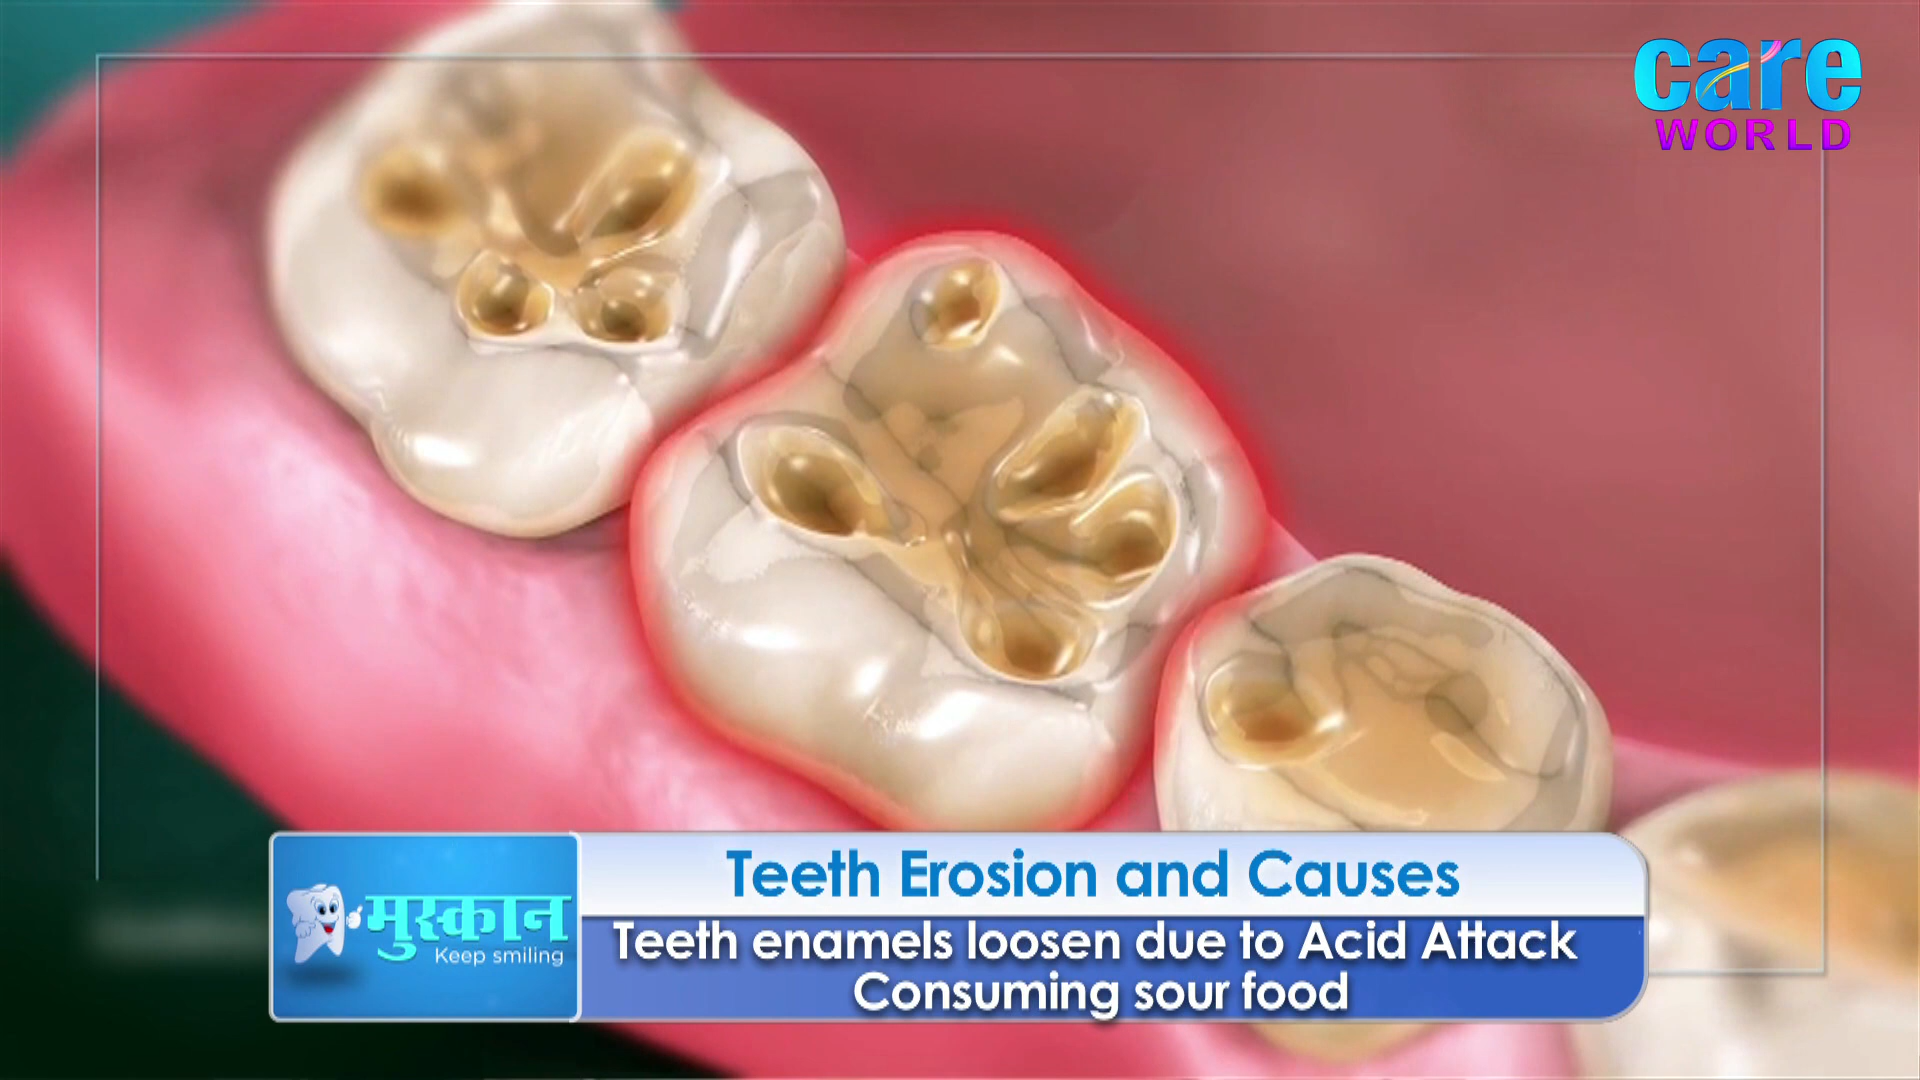 care
WORLD
Teeth Erosion and Causes
मुस्कान
Keep smiling
Teeth enamels loosen due to Acid Attack
Consuming sour food